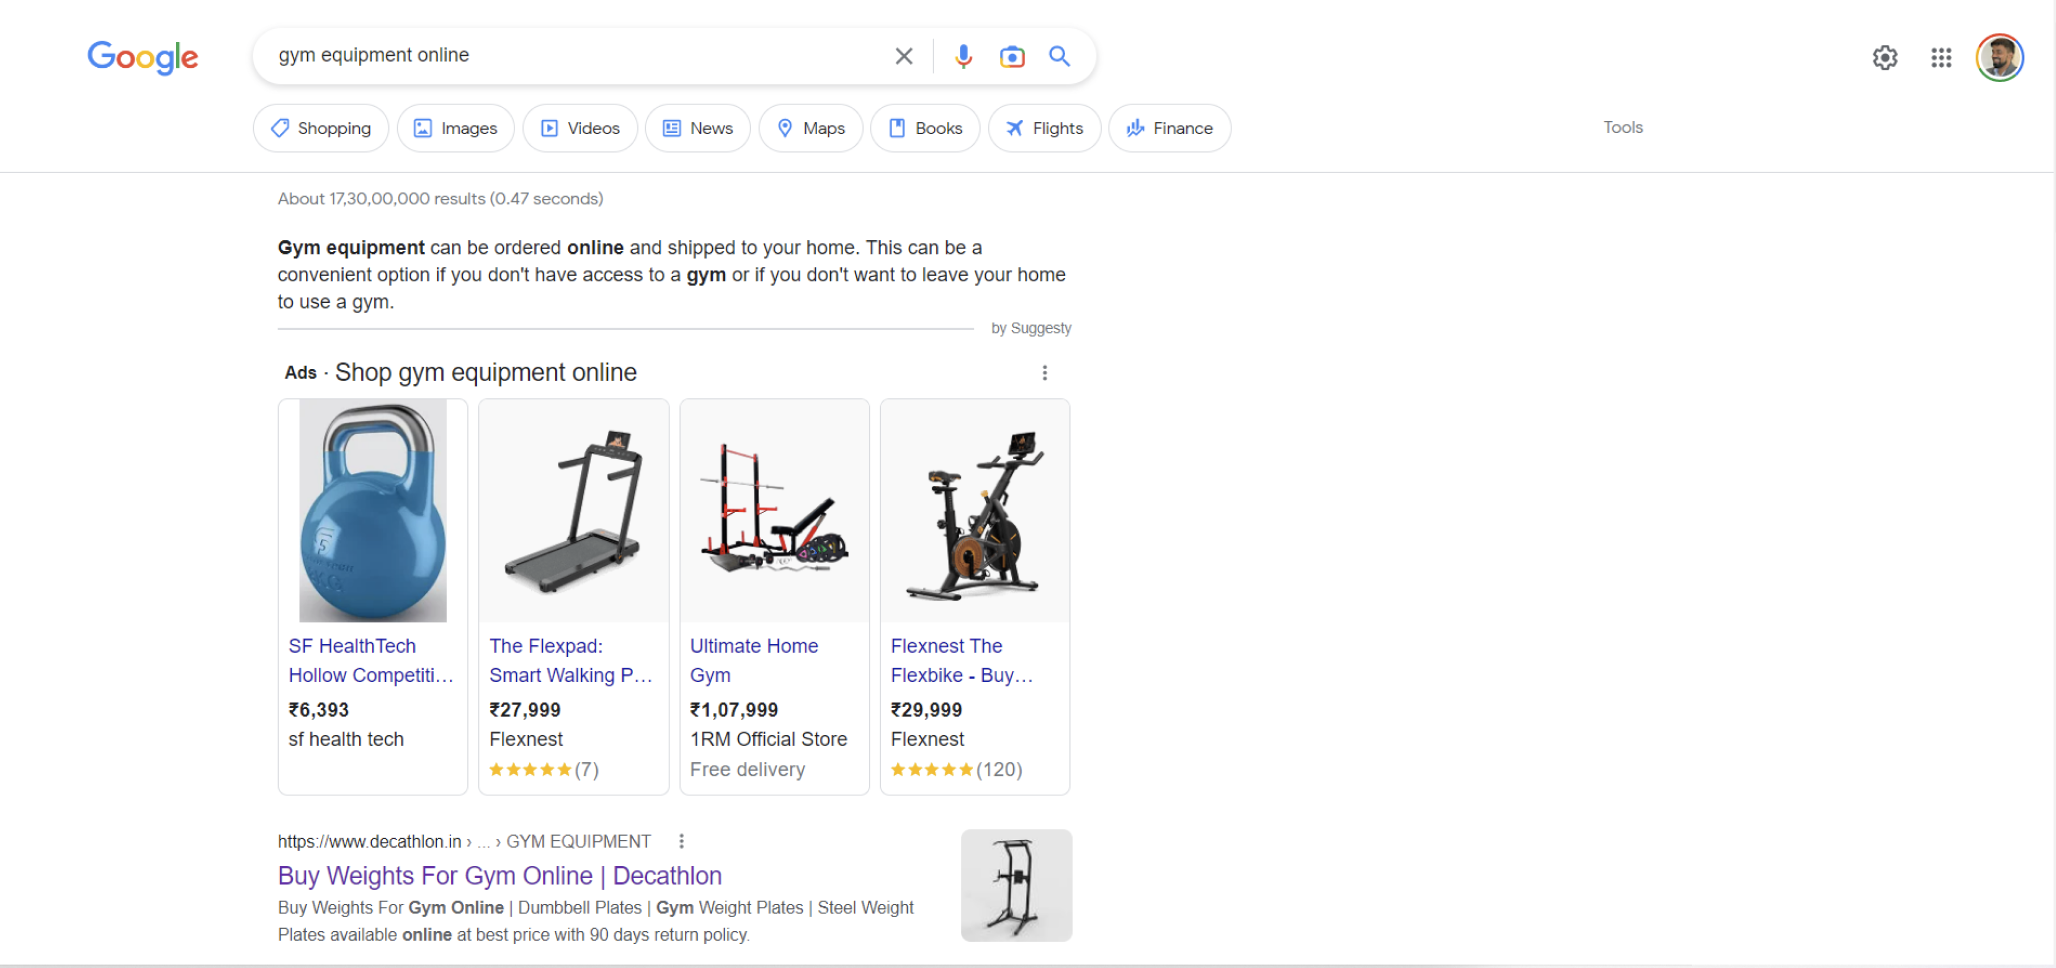 Google
gym equipment online
Shopping
Images
Videos
News
Maps
Books
Flights
Finance
Tools
About 17,30,00,000 results (0.47 seconds)
Gym equipment can be ordered online and shipped to your home. This can be a
convenient option if you don't have access to a gym or if you don't want to leave your home
to use a gym.
by Suggesty
Ads · Shop gym equipment online
SF HealthTech
Hollow Competiti...
₹6,393
sf health tech
The Flexpad:
Smart Walking P...
₹27,999
Flexnest
(7)
Ultimate Home
Gym
₹1,07,999
1RM Official Store
Free delivery
Flexnest The
Flexbike - Buy...
₹29,999
Flexnest
(120)
https://www.decathlon.in › ... › GYM EQUIPMENT
Buy Weights For Gym Online | Decathlon
Buy Weights For Gym Online | Dumbbell Plates | Gym Weight Plates | Steel Weight
Plates available online at best price with 90 days return policy.